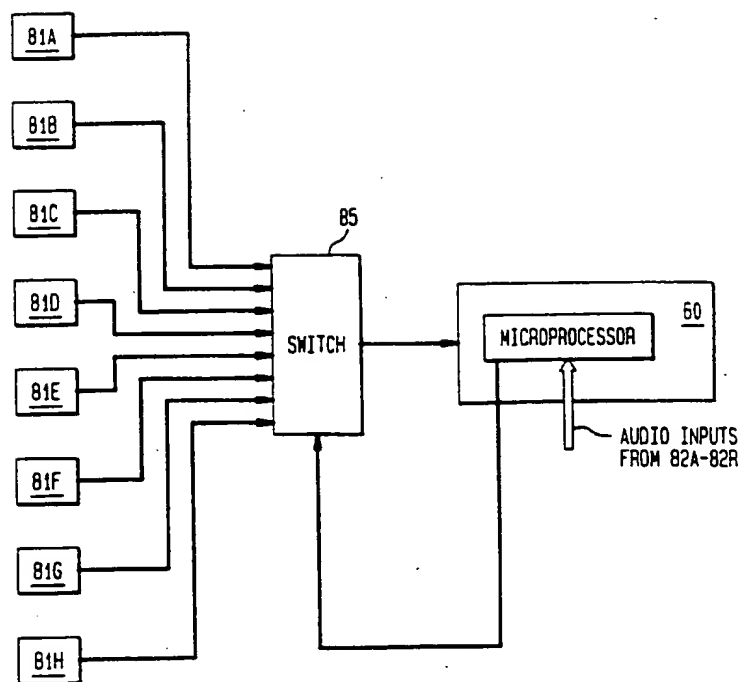 81A
81B
81C
81D
81E
81F
81G
81H
85
SWITCH
60
MICROPROCESSOR
AUDIO INPUTS
FROM 82A-82R